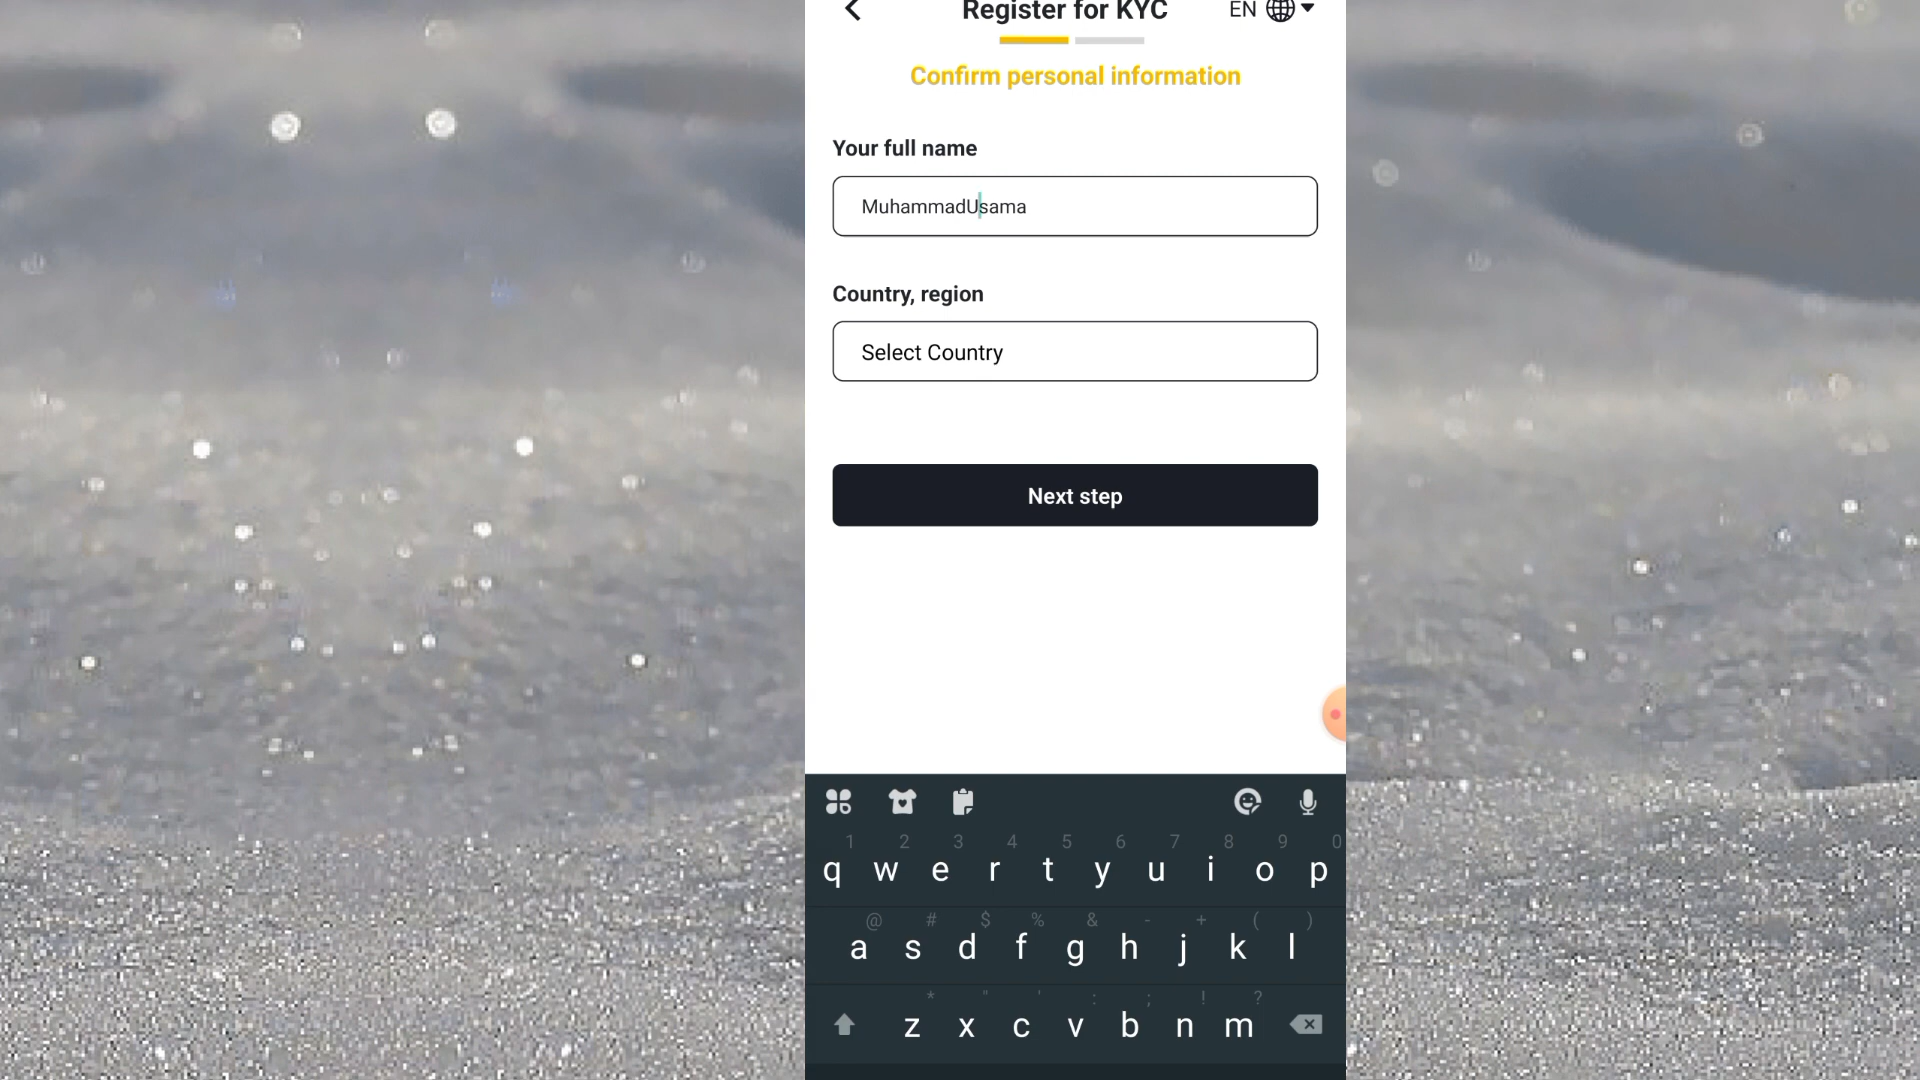 Register for KYC EN
Confirm personal information
Your full name
MuhammadUsama
Country, region
Select Country
Next step
1 2 3 4 5 6 7 8 9 0
q w e r t y u i o p
@ # $ % & - + ( )
a s d f g h j k l
* " ' : ; ! ?
z x c v b n m